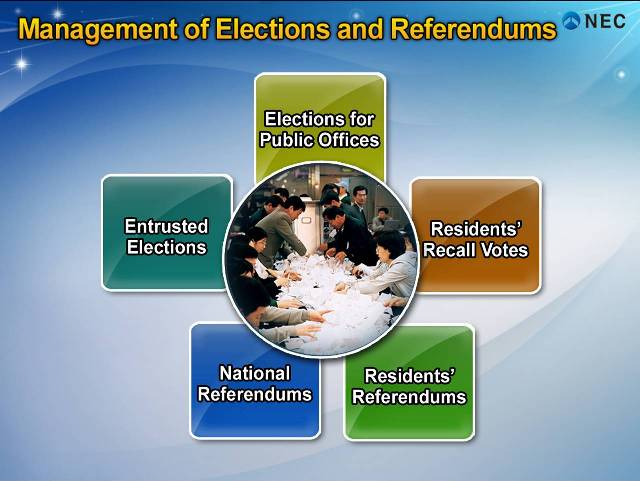 Management of Elections and Referendums
NEC
Elections for
Public Offices
Entrusted
Elections
Residents'
Recall Votes
National
Referendums
Residents'
Referendums